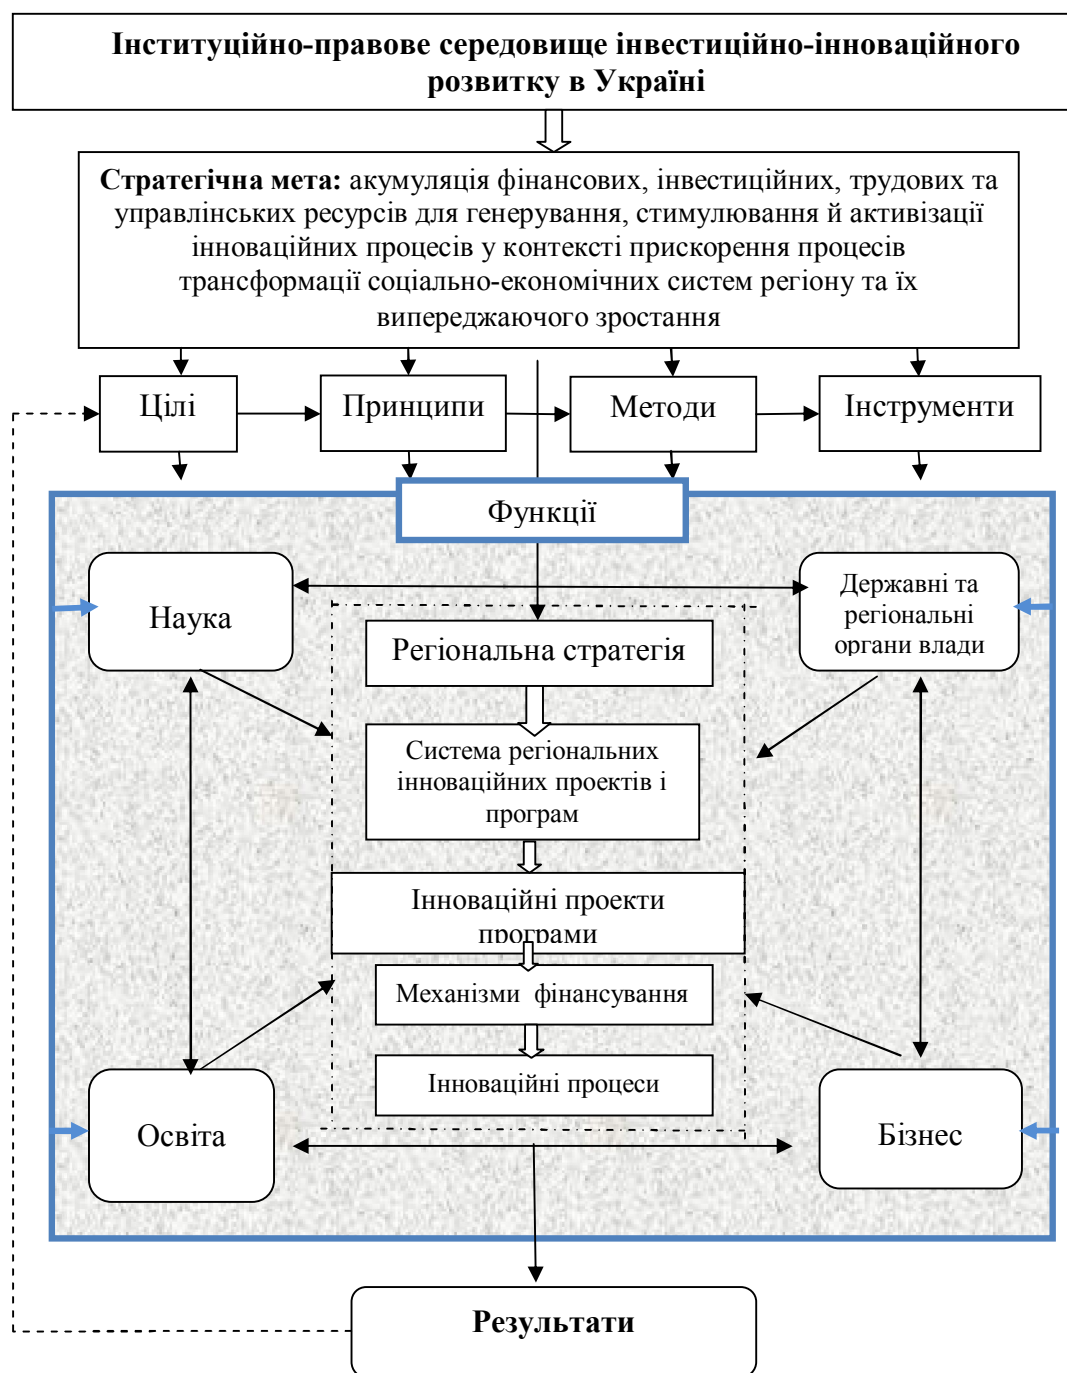 Інституційно-правове середовище інвестиційно-інноваційного
розвитку в Україні
Стратегічна мета: акумуляція фінансових, інвестиційних, трудових та
управлінських ресурсів для генерування, стимулювання й активізації
інноваційних процесів у контексті прискорення процесів
трансформації соціально-економічних систем регіону та їх
випереджаючого зростання
Цілі
Принципи
Методи
Інструменти
Функції
Наука
Державні та
регіональні
органи влади
Регіональна стратегія
Система регіональних
інноваційних проектів і
програм
Інноваційні проекти
програми
Механізми фінансування
Інноваційні процеси
Освіта
Бізнес
Результати